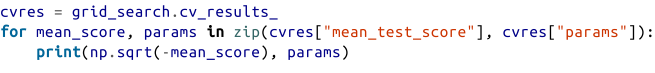 cvres = grid_search.cv_results_
for mean_score, params in zip(cvres["mean_test_score"], cvres["params"]):
    print(np.sqrt(-mean_score), params)